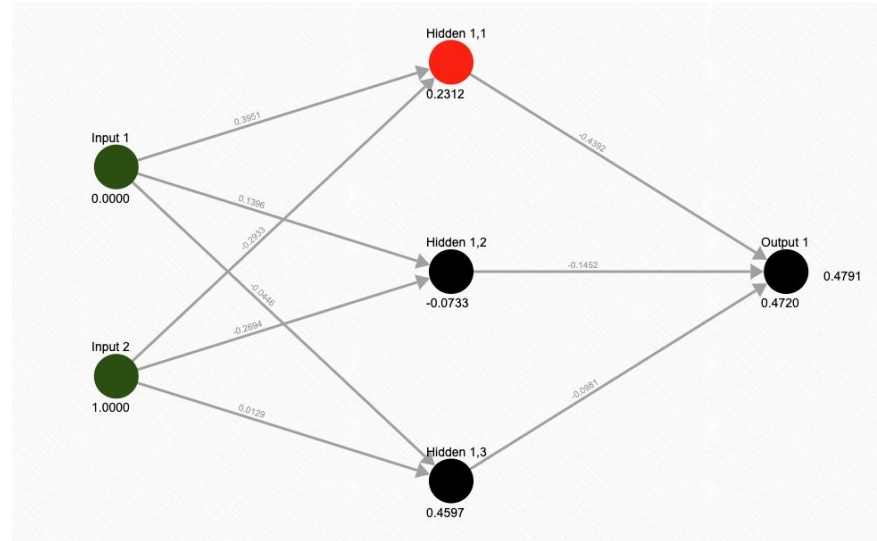 Hidden 1,1
0.2312
0.3951
-0.4392
Input 1
0.0000
0.1396
-0.2933
Hidden 1,2
-0.0733
-0.1452
Output 1
0.4720
0.4791
-0.0446
-0.2694
Input 2
1.0000
0.0129
-0.0981
Hidden 1,3
0.4597